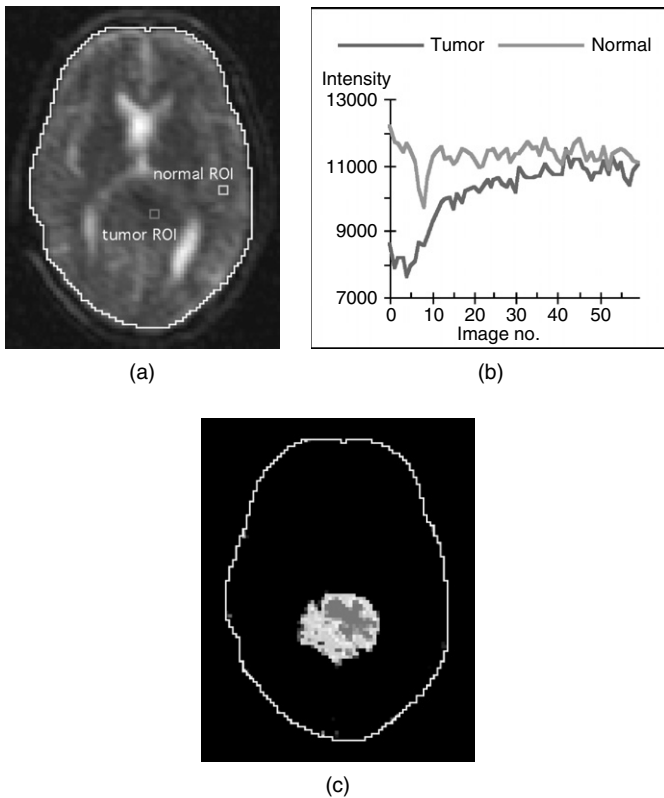 normal ROI
tumor ROI
(a)
Tumor Normal
Intensity
13000
11000
9000
7000
0 10 20 30 40 50
Image no.
(b)
(c)